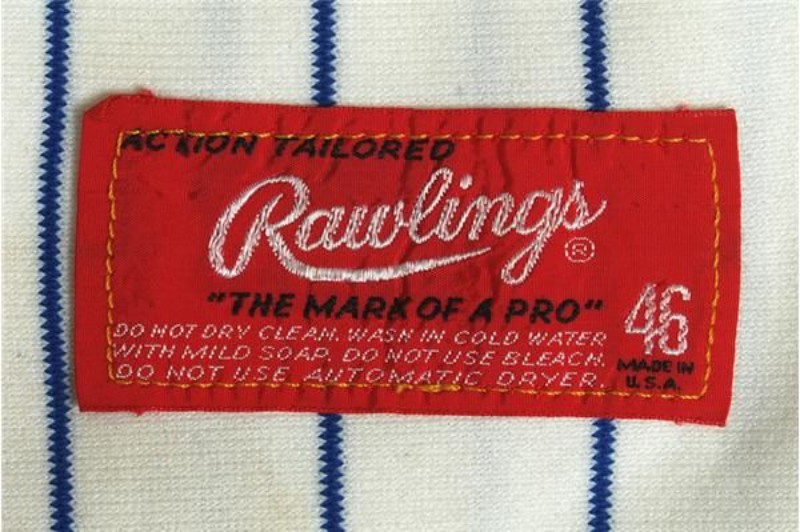 ACTION TAILORED
Rawlings ®
"THE MARK OF A PRO"
DO NOT DRY CLEAN. WASH IN COLD WATER
WITH MILD SOAP. DO NOT USE BLEACH.
DO NOT USE AUTOMATIC DRYER.
46
MADE IN
U.S.A.